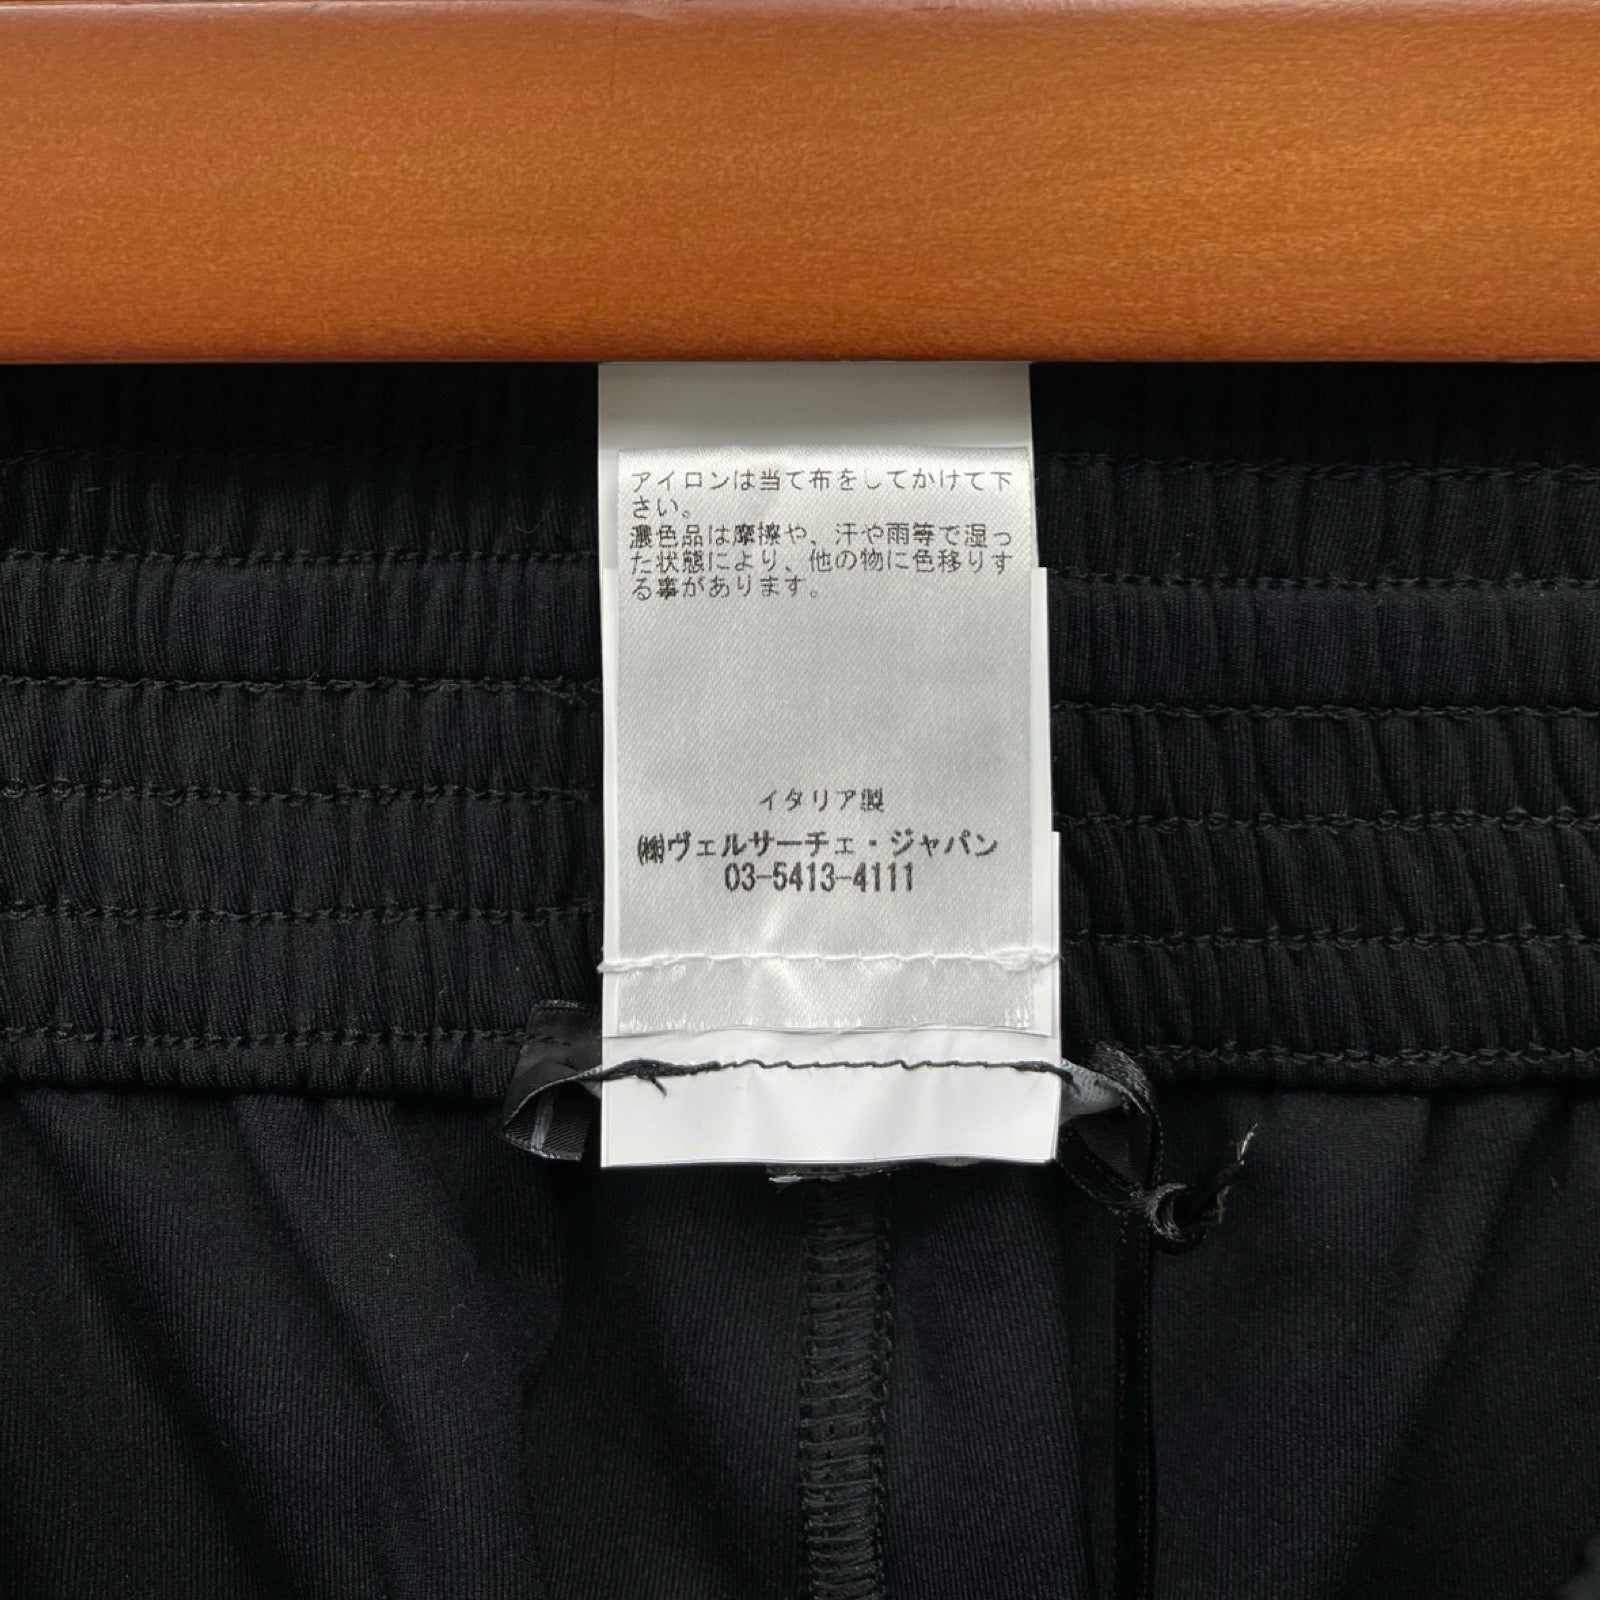 アイロンは当て布をしてかけて下
さい。
濃色品は摩擦や、汗や雨等で湿っ
た状態により、他の物に色移りす
る事があります。
イタリア製
㈱ヴェルサーチェ・ジャパン
03-5413-4111